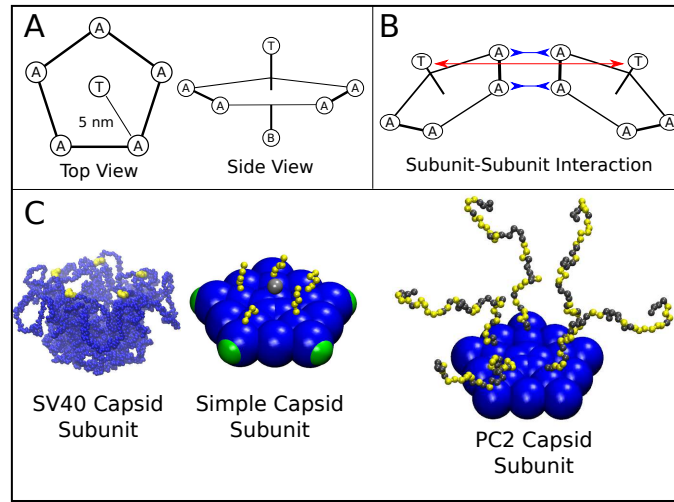 A
A
A
A
T
5 nm
A
A
Top View
T
A
A
A
A
B
Side View
B
A
A
T
T
A
A
A
A
A
A
Subunit-Subunit Interaction
C
SV40 Capsid
Subunit
Simple Capsid
Subunit
PC2 Capsid
Subunit